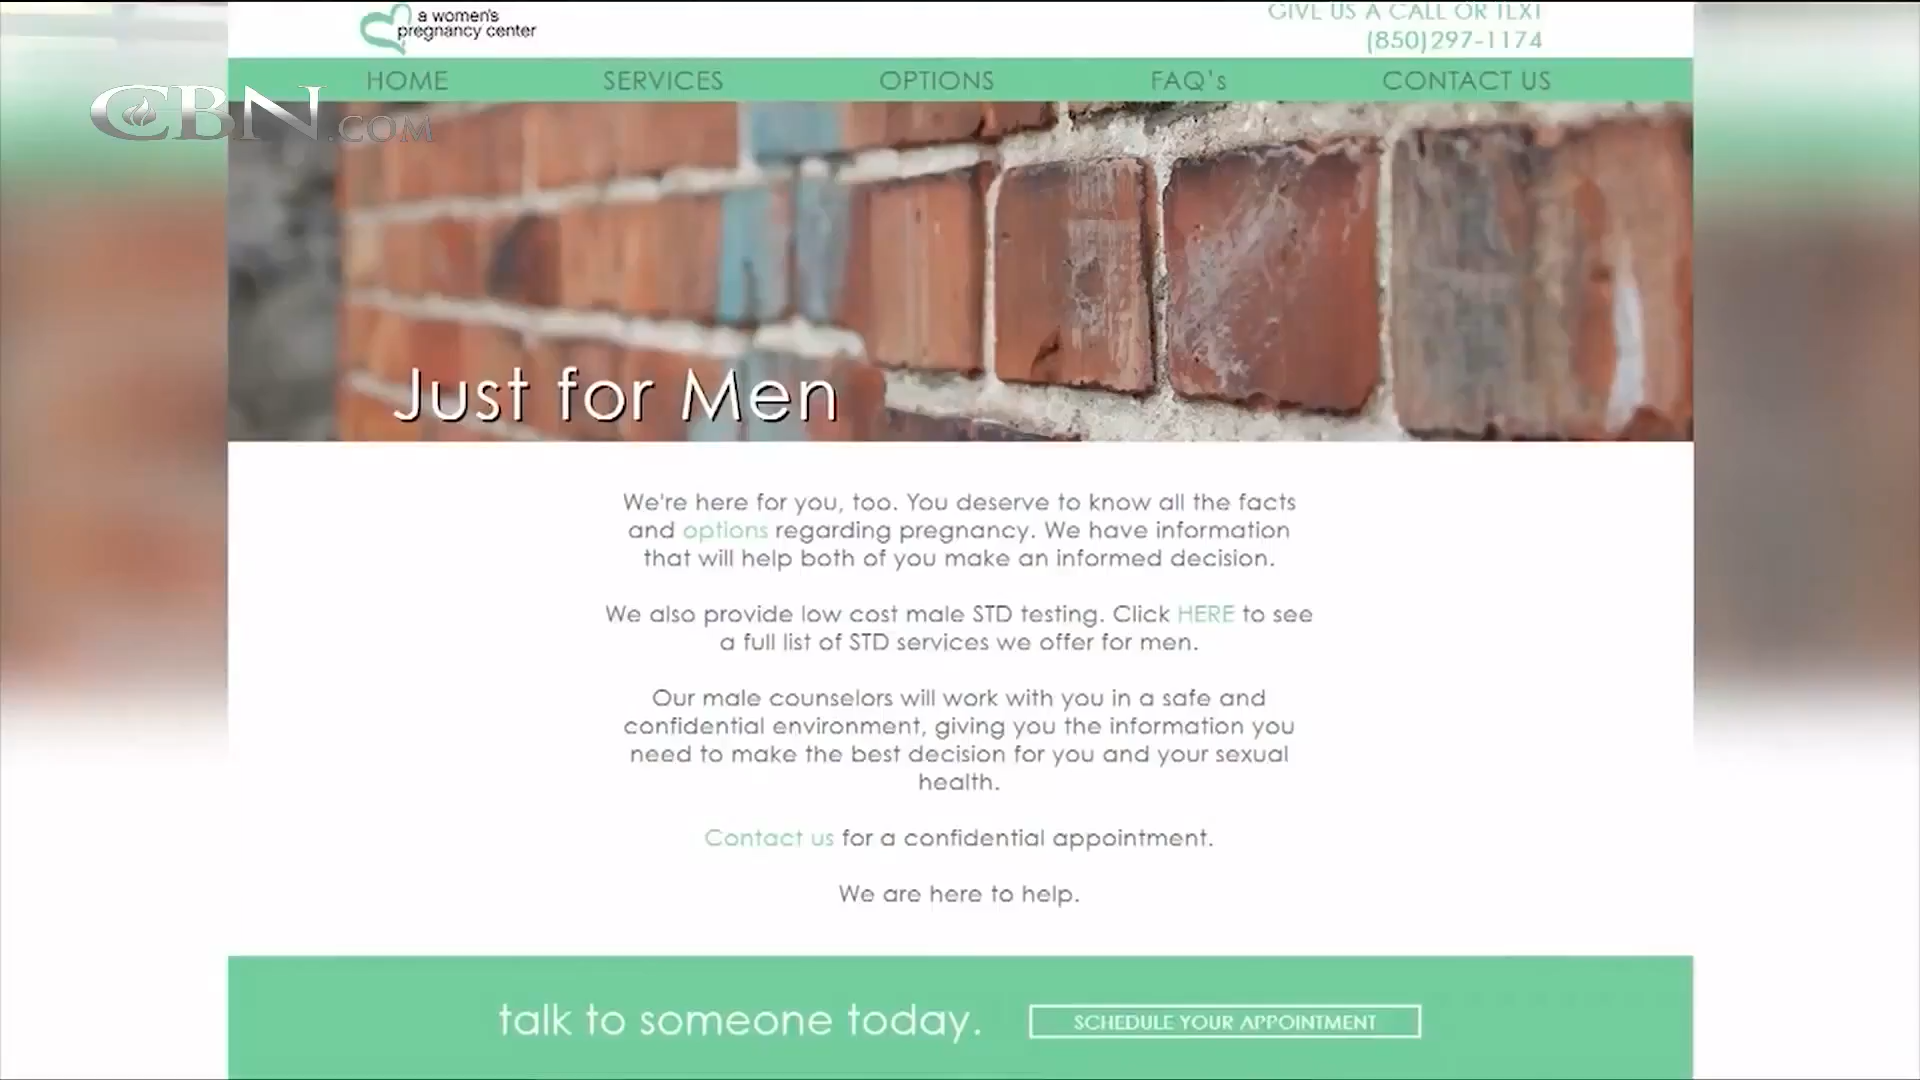 a women's
pregnancy center
GIVE US A CALL OR TEXT
(850)297-1174
HOME SERVICES OPTIONS FAQ's CONTACT US
CBN.COM
Just for Men
We're here for you, too. You deserve to know all the facts
and options regarding pregnancy. We have information
that will help both of you make an informed decision.
We also provide low cost male STD testing. Click HERE to see
a full list of STD services we offer for men.
Our male counselors will work with you in a safe and
confidential environment, giving you the information you
need to make the best decision for you and your sexual
health.
Contact us for a confidential appointment.
We are here to help.
talk to someone today. SCHEDULE YOUR APPOINTMENT